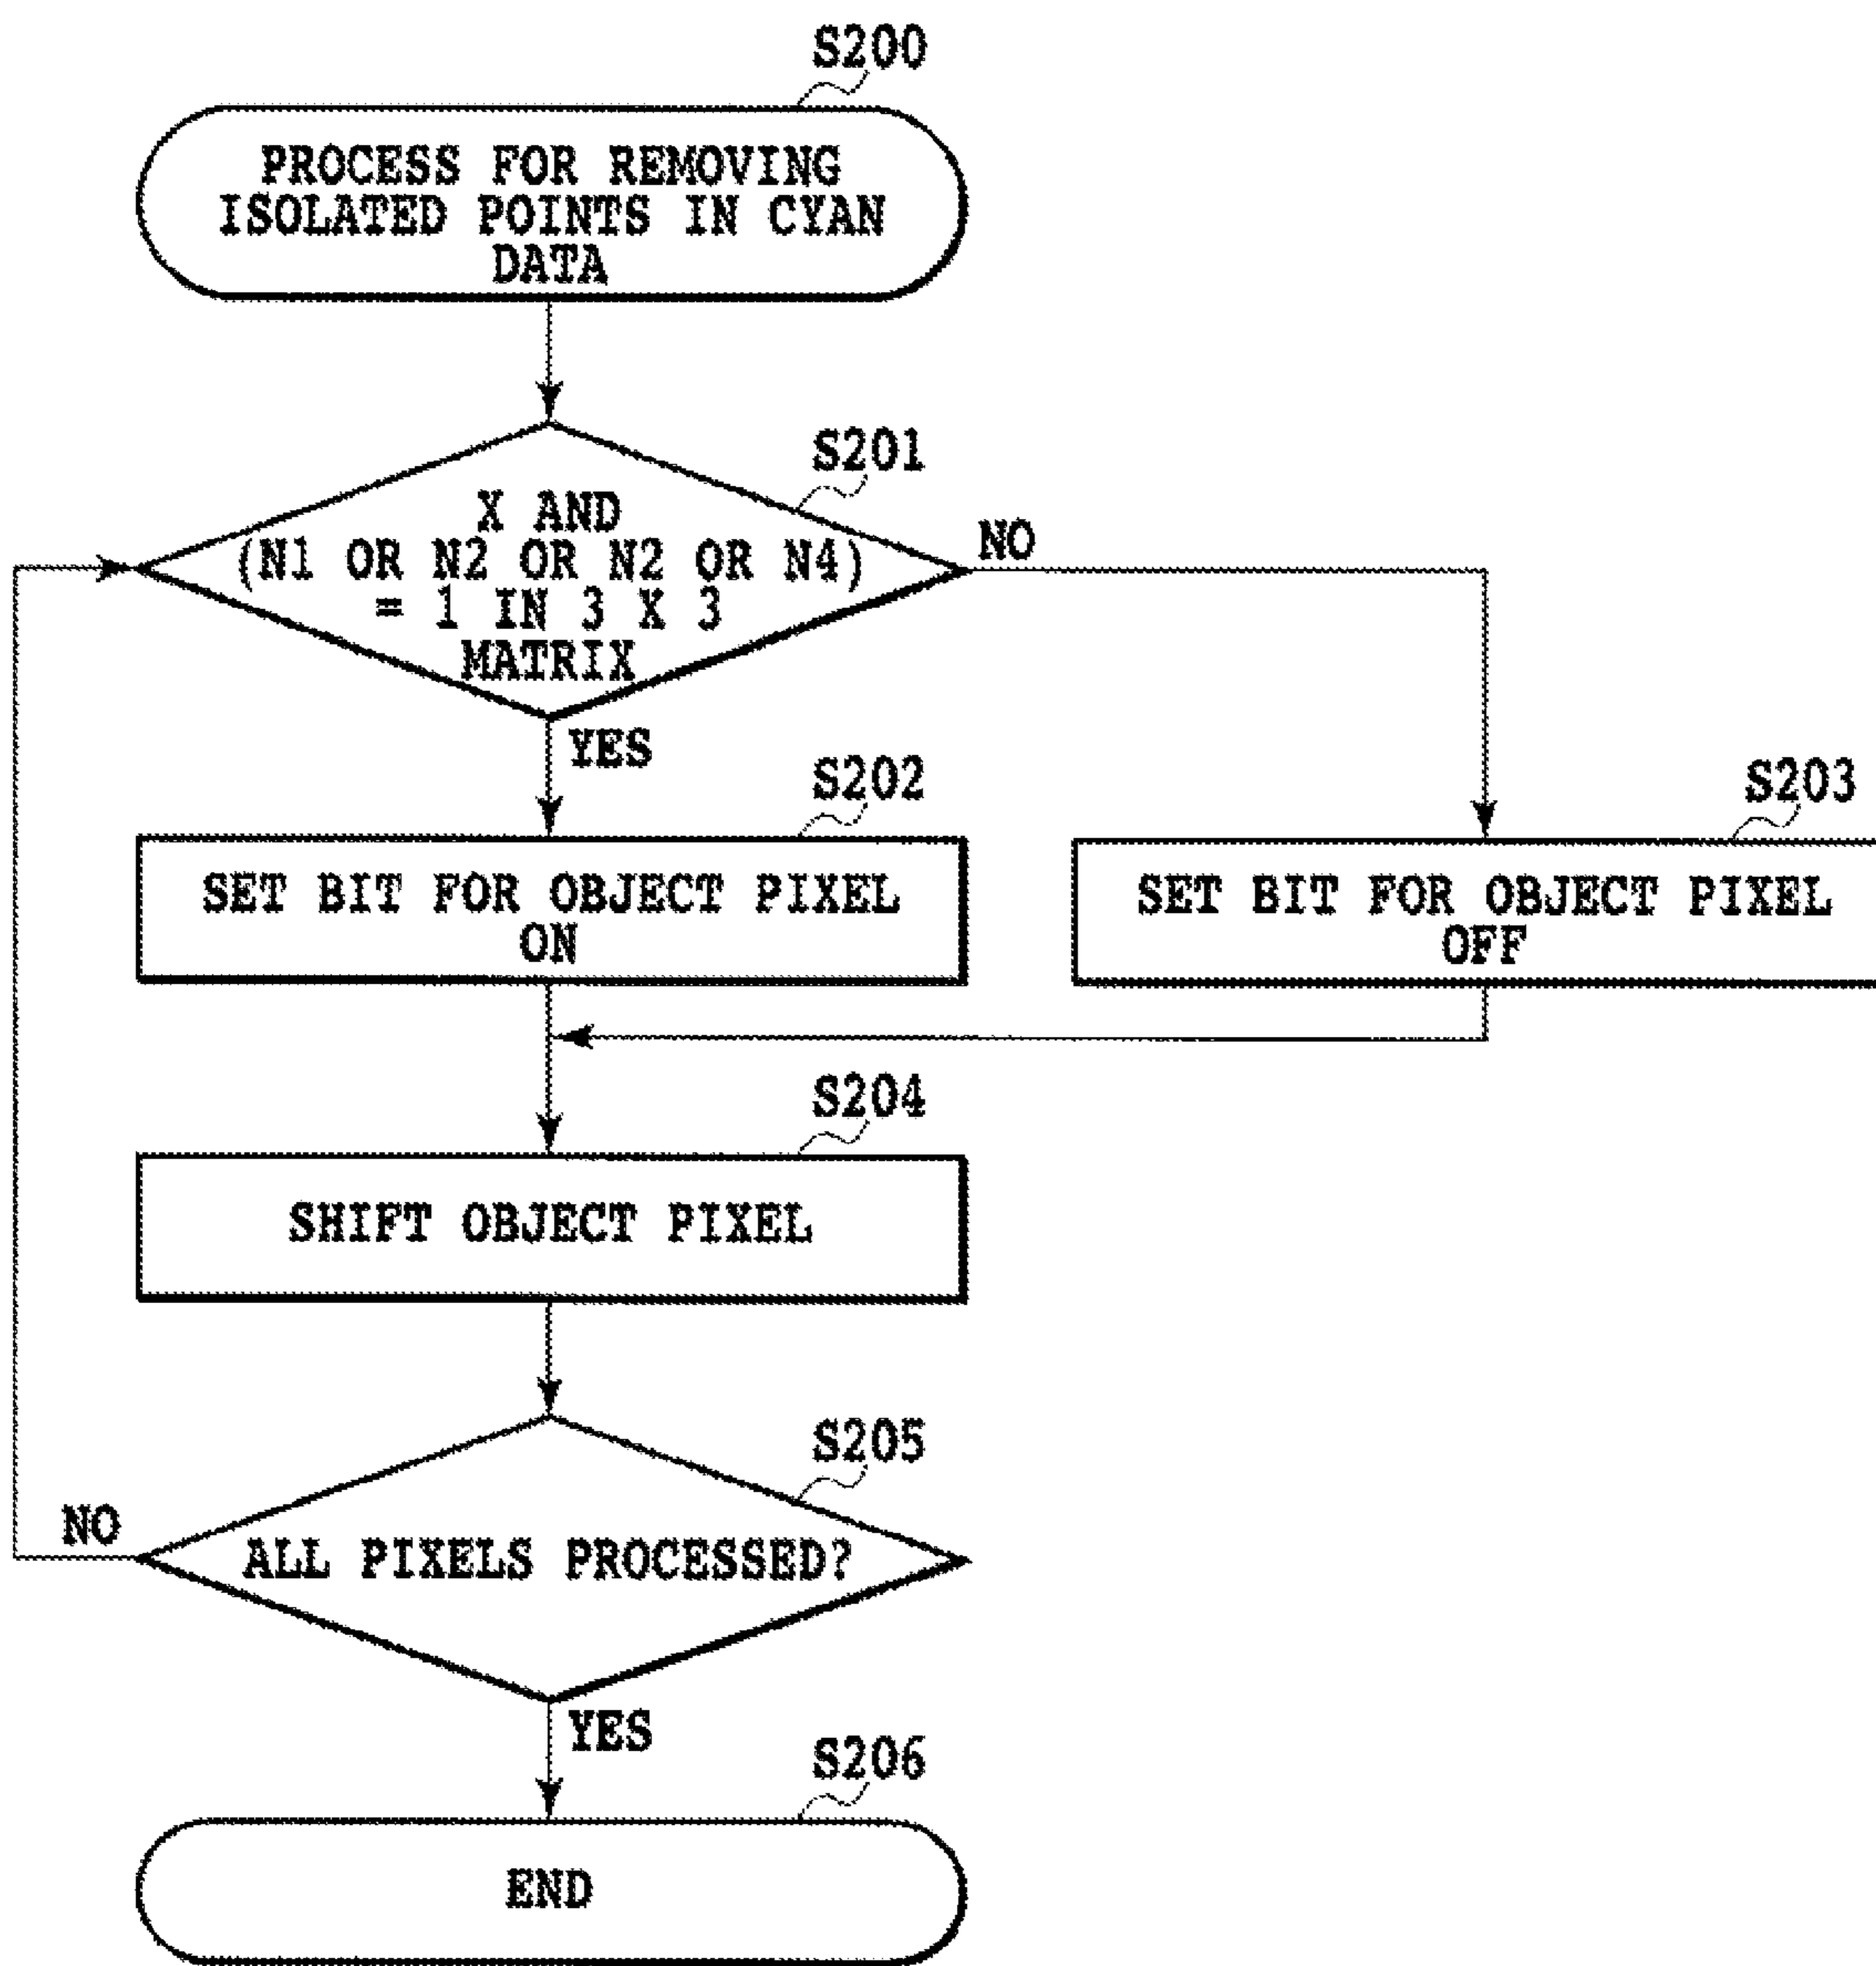 S200
PROCESS FOR REMOVING
ISOLATED POINTS IN CYAN
DATA
S201
X AND
(N1 OR N2 OR N2 OR N4)
= 1 IN 3 X 3
MATRIX
NO
YES
S202
SET BIT FOR OBJECT PIXEL
ON
S203
SET BIT FOR OBJECT PIXEL
OFF
S204
SHIFT OBJECT PIXEL
S205
ALL PIXELS PROCESSED?
NO
YES
S206
END